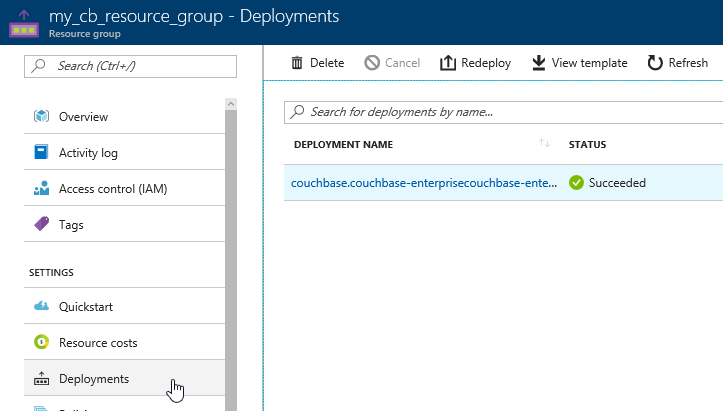 my_cb_resource_group - Deployments
Resource group
Search (Ctrl+/)
Overview
Activity log
Access control (IAM)
Tags
SETTINGS
Quickstart
Resource costs
Deployments
Delete
Cancel
Redeploy
View template
Refresh
Search for deployments by name...
DEPLOYMENT NAME
STATUS
couchbase.couchbase-enterprisecouchbase-ente...
Succeeded